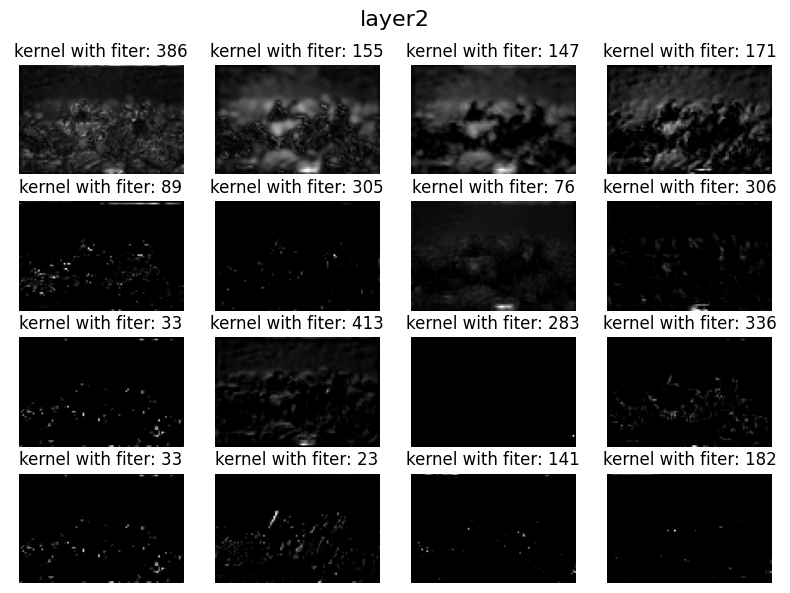 layer2
kernel with fiter: 386
kernel with fiter: 155
kernel with fiter: 147
kernel with fiter: 171
kernel with fiter: 89
kernel with fiter: 305
kernel with fiter: 76
kernel with fiter: 306
kernel with fiter: 33
kernel with fiter: 413
kernel with fiter: 283
kernel with fiter: 336
kernel with fiter: 33
kernel with fiter: 23
kernel with fiter: 141
kernel with fiter: 182